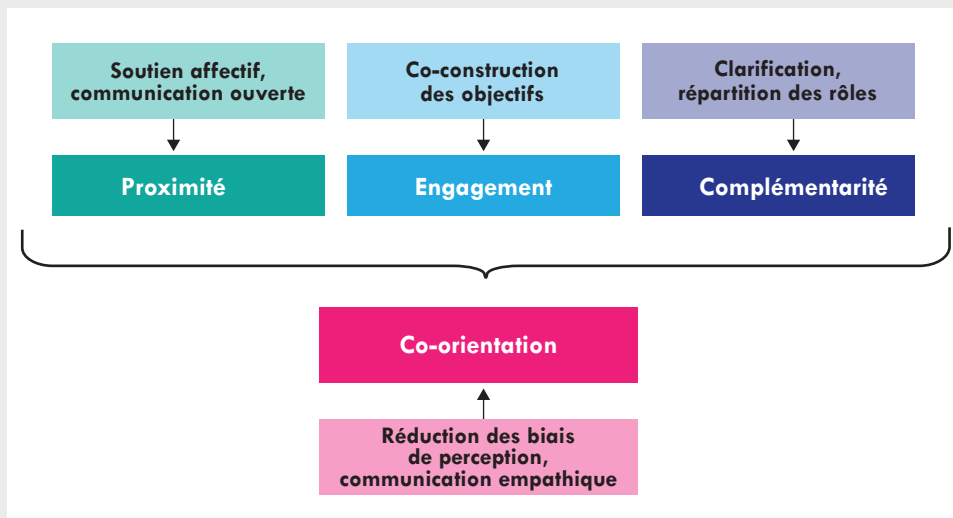 Soutien affectif,
communication ouverte
Co-construction
des objectifs
Clarification,
répartition des rôles
Proximité
Engagement
Complémentarité
Co-orientation
Réduction des biais
de perception,
communication empathique